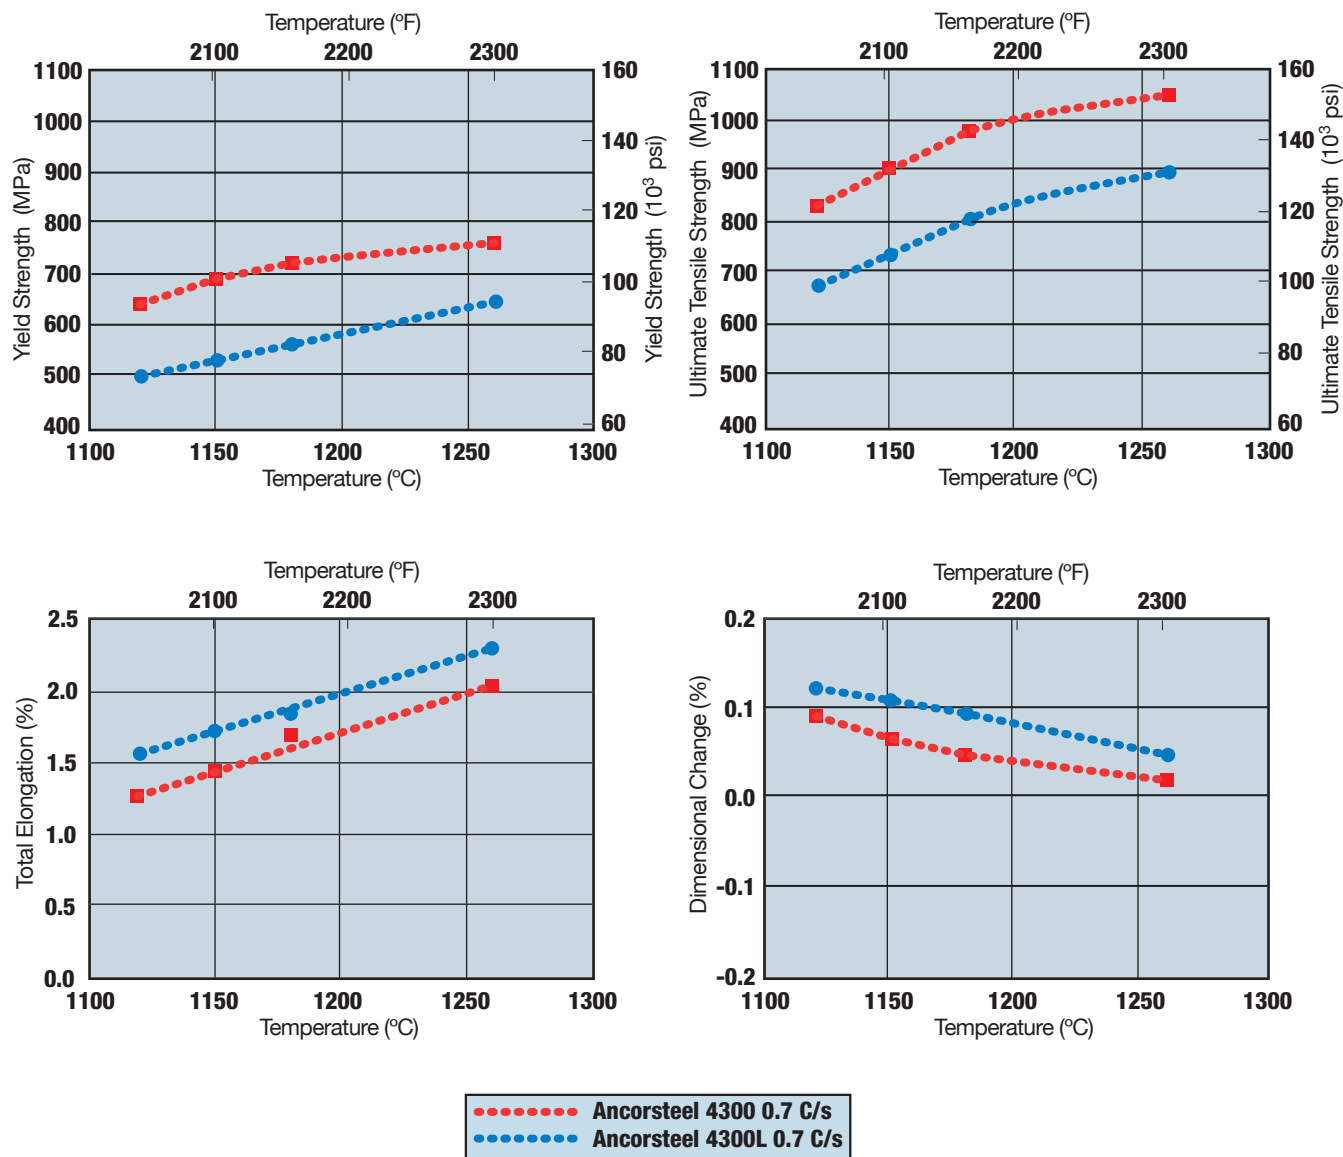 Temperature (ºF)
2100 2200 2300
1100
1000
900
800
700
600
500
400
Yield Strength (MPa)
160
140
120
100
80
60
Yield Strength (10³ psi)
1100 1150 1200 1250 1300
Temperature (ºC)
Temperature (ºF)
2100 2200 2300
1100
1000
900
800
700
600
500
400
Ultimate Tensile Strength (MPa)
160
140
120
100
80
60
Ultimate Tensile Strength (10³ psi)
1100 1150 1200 1250 1300
Temperature (ºC)
Temperature (ºF)
2100 2200 2300
2.5
2.0
1.5
1.0
0.5
0.0
Total Elongation (%)
1100 1150 1200 1250 1300
Temperature (ºC)
Temperature (ºF)
2100 2200 2300
0.2
0.1
0.0
-0.1
-0.2
Dimensional Change (%)
1100 1150 1200 1250 1300
Temperature (ºC)
Ancorsteel 4300 0.7 C/s
Ancorsteel 4300L 0.7 C/s